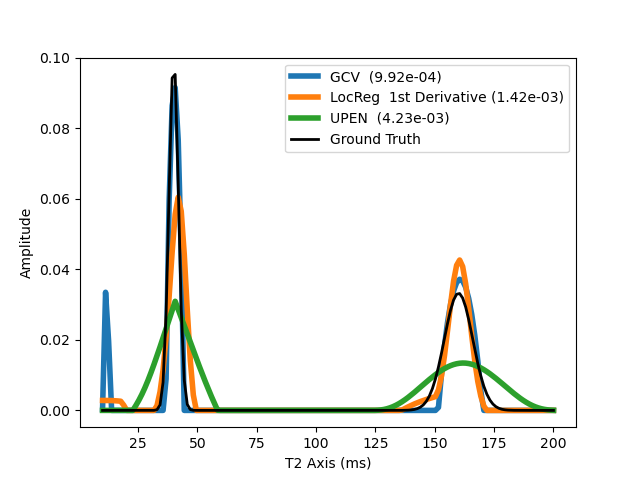 GCV (9.92e-04)
LocReg 1st Derivative (1.42e-03)
UPEN (4.23e-03)
Ground Truth
Amplitude
0.10
0.08
0.06
0.04
0.02
0.00
25 50 75 100 125 150 175 200
T2 Axis (ms)